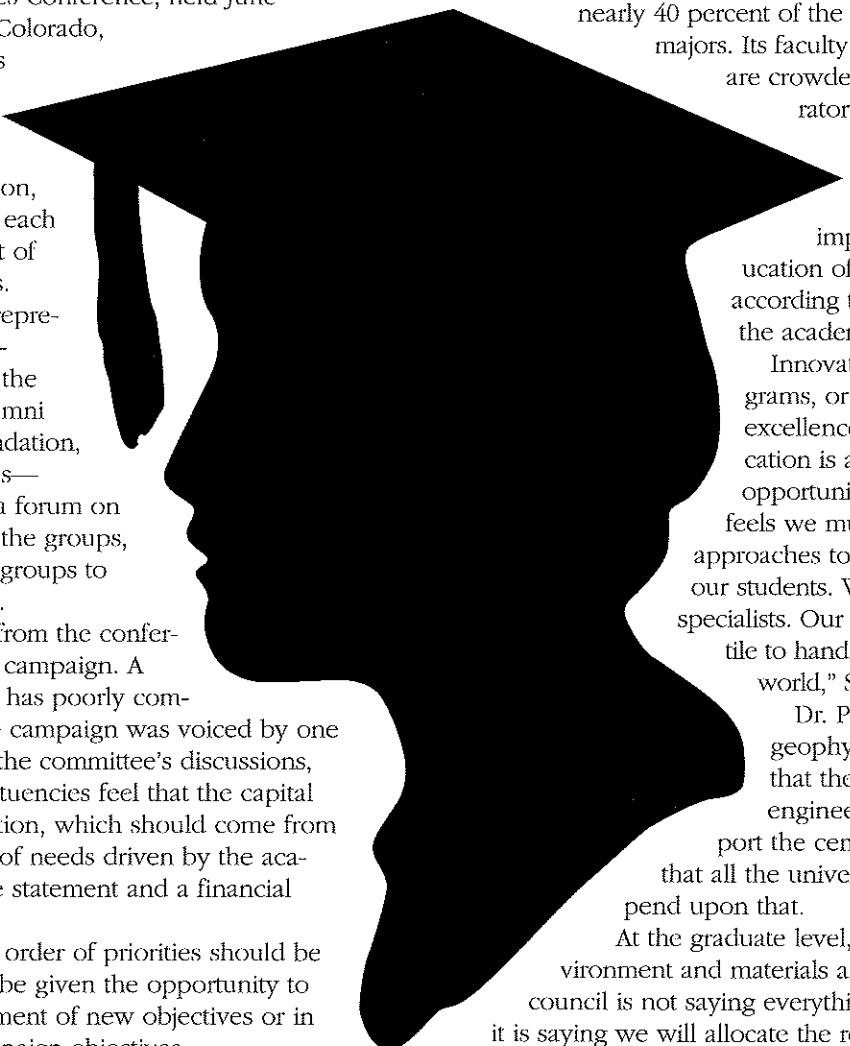 Conference, held June
Colorado,
s
on,
each
t of
s.
repre-
-
the
mni
ndation,
s—
a forum on
the groups,
groups to
.
from the confer-
campaign. A
has poorly com-
campaign was voiced by one
the committee's discussions,
tuencies feel that the capital
tion, which should come from
of needs driven by the aca-
e statement and a financial
order of priorities should be
be given the opportunity to
ment of new objectives or in
paign objectives
nearly 40 percent of the
majors. Its faculty
are crowde
rator
imp
ucation of
according t
the acader
Innovat
grams, or
excellence
cation is a
opportuni
feels we mu
approaches to
our students. W
specialists. Our
tile to hand
world,” S
Dr. P
geophy
that the
enginee
port the cen
that all the unive
pend upon that.
At the graduate level,
vironment and materials a
council is not saying everythi
it is saying we will allocate the re